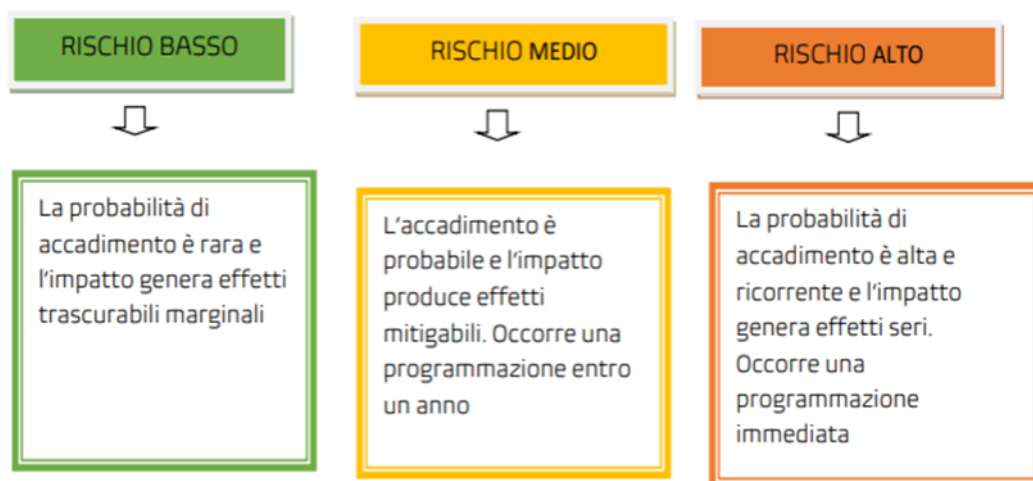 RISCHIO BASSO
RISCHIO MEDIO
RISCHIO ALTO
La probabilità di
accadimento è rara e
l'impatto genera effetti
trascurabili marginali
L'accadimento è
probabile e l'impatto
produce effetti
mitigabili. Occorre una
programmazione entro
un anno
La probabilità di
accadimento è alta e
ricorrente e l'impatto
genera effetti seri.
Occorre una
programmazione
immediata